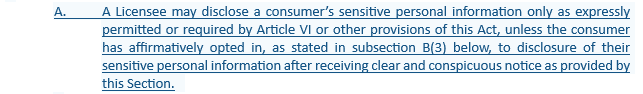 A. A Licensee may disclose a consumer's sensitive personal information only as expressly
permitted or required by Article VI or other provisions of this Act, unless the consumer
has affirmatively opted in, as stated in subsection B(3) below, to disclosure of their
sensitive personal information after receiving clear and conspicuous notice as provided by
this Section.